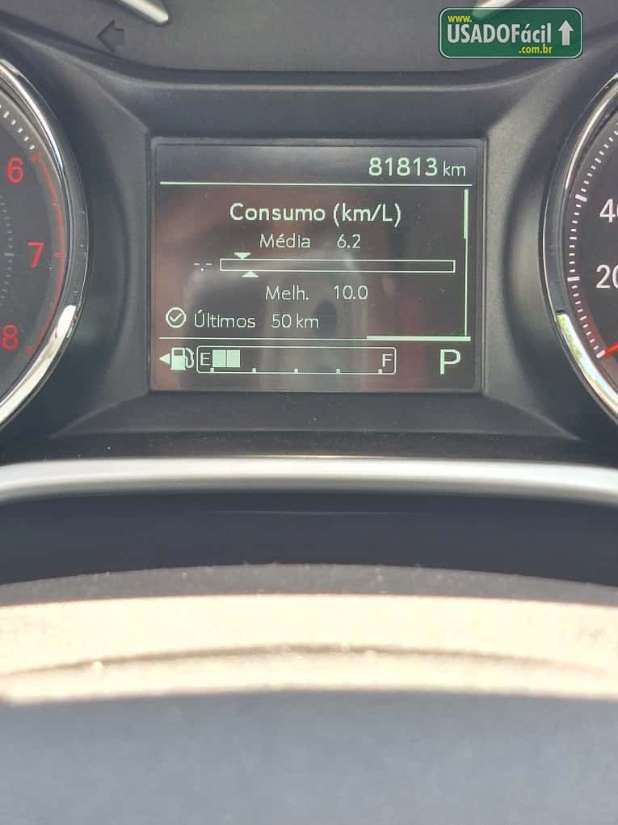 www.
USADOFácil
.com.br
81813 km
Consumo (km/L)
Média 6.2
-.-
Melh. 10.0
Últimos 50 km
E F P
6
7
8
40
20